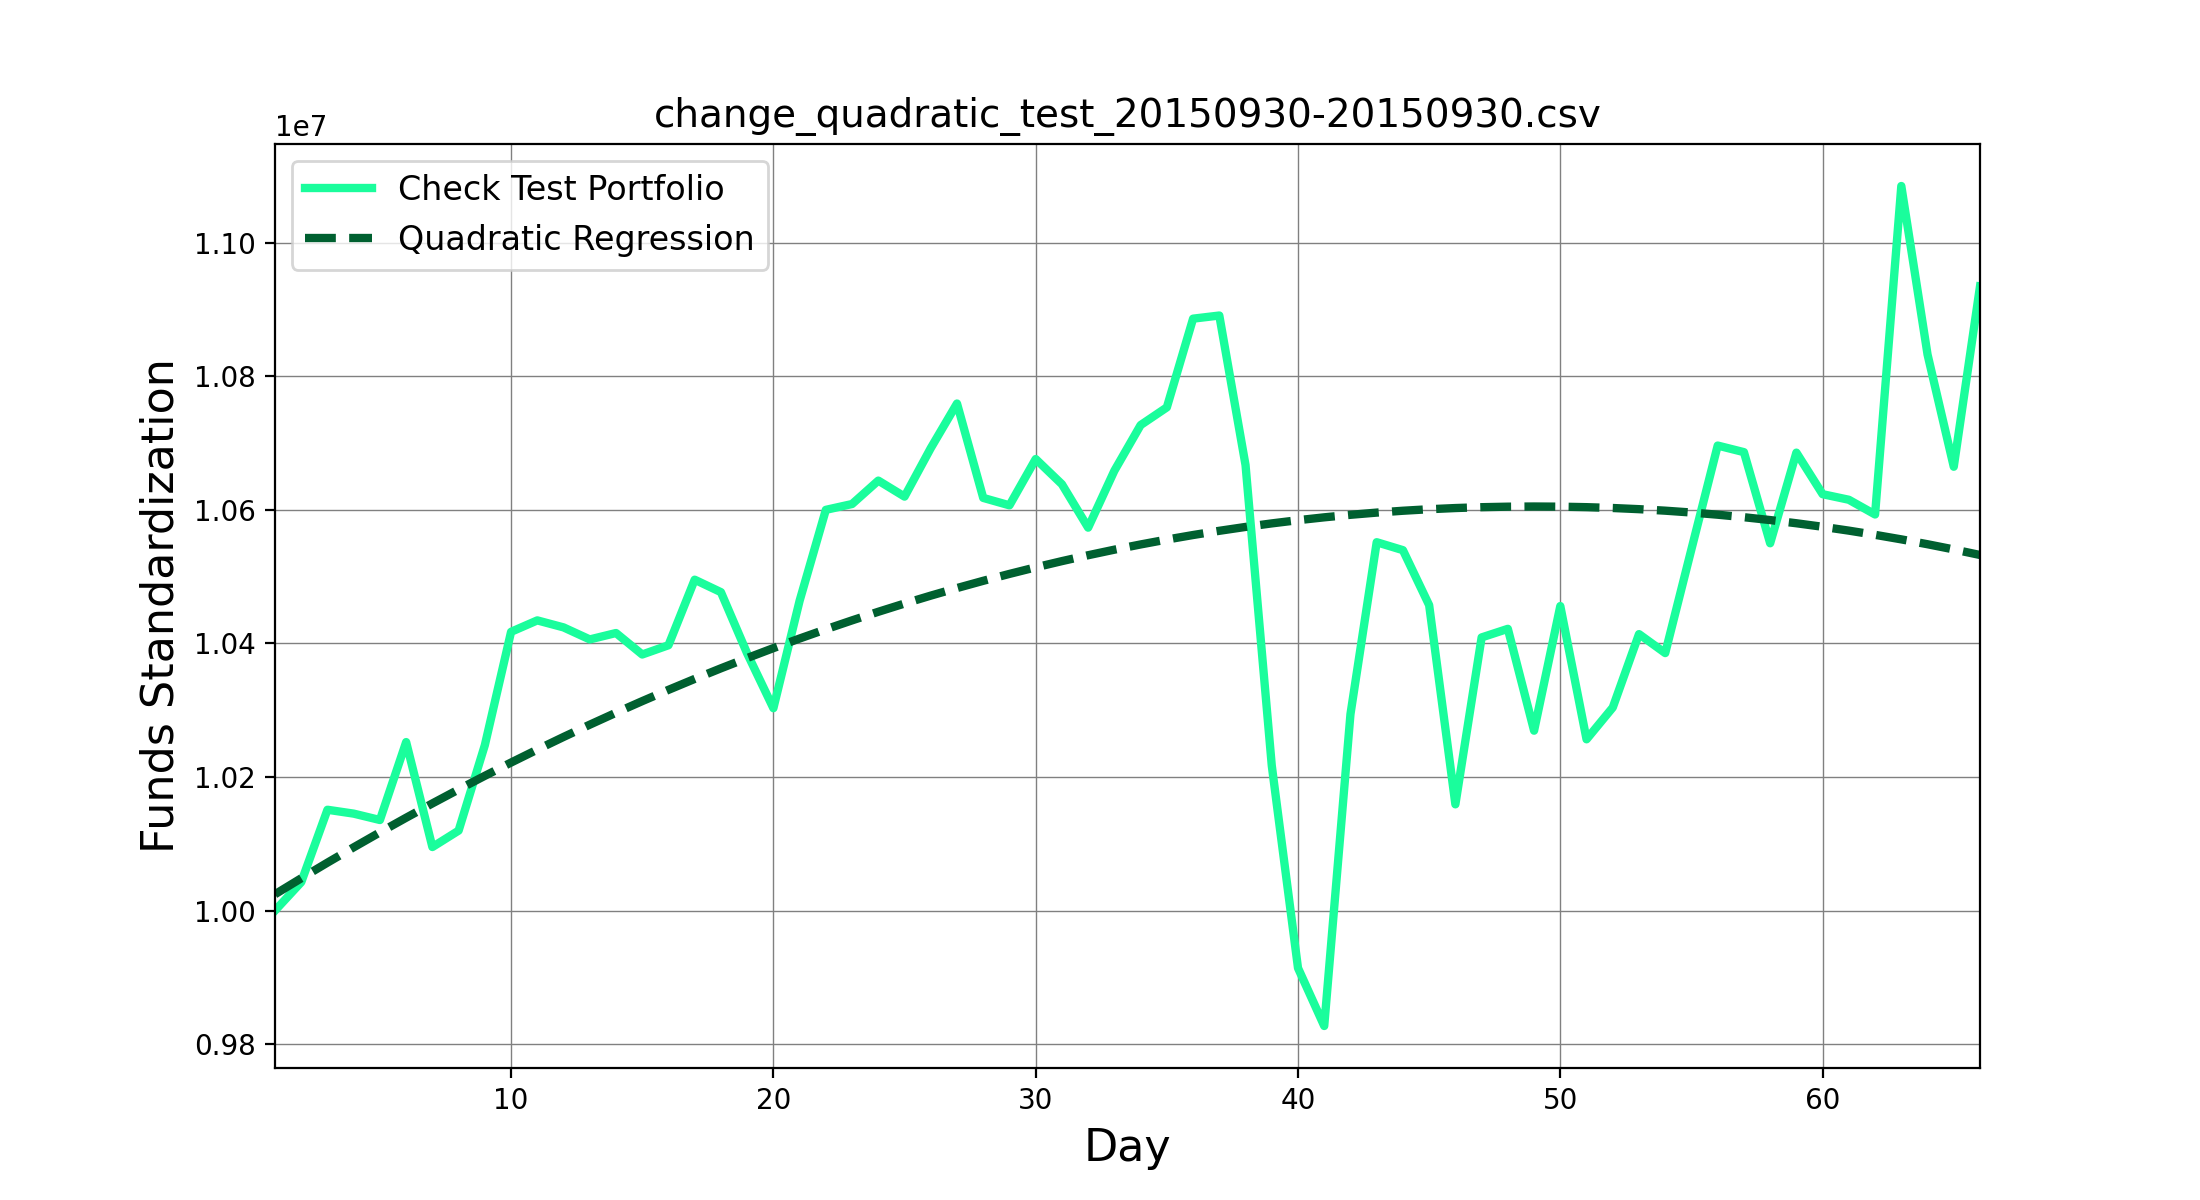 change_quadratic_test_20150930-20150930.csv
1e7
Check Test Portfolio
Quadratic Regression
1.10
1.08
1.06
1.04
1.02
1.00
0.98
Funds Standardization
10 20 30 40 50 60
Day